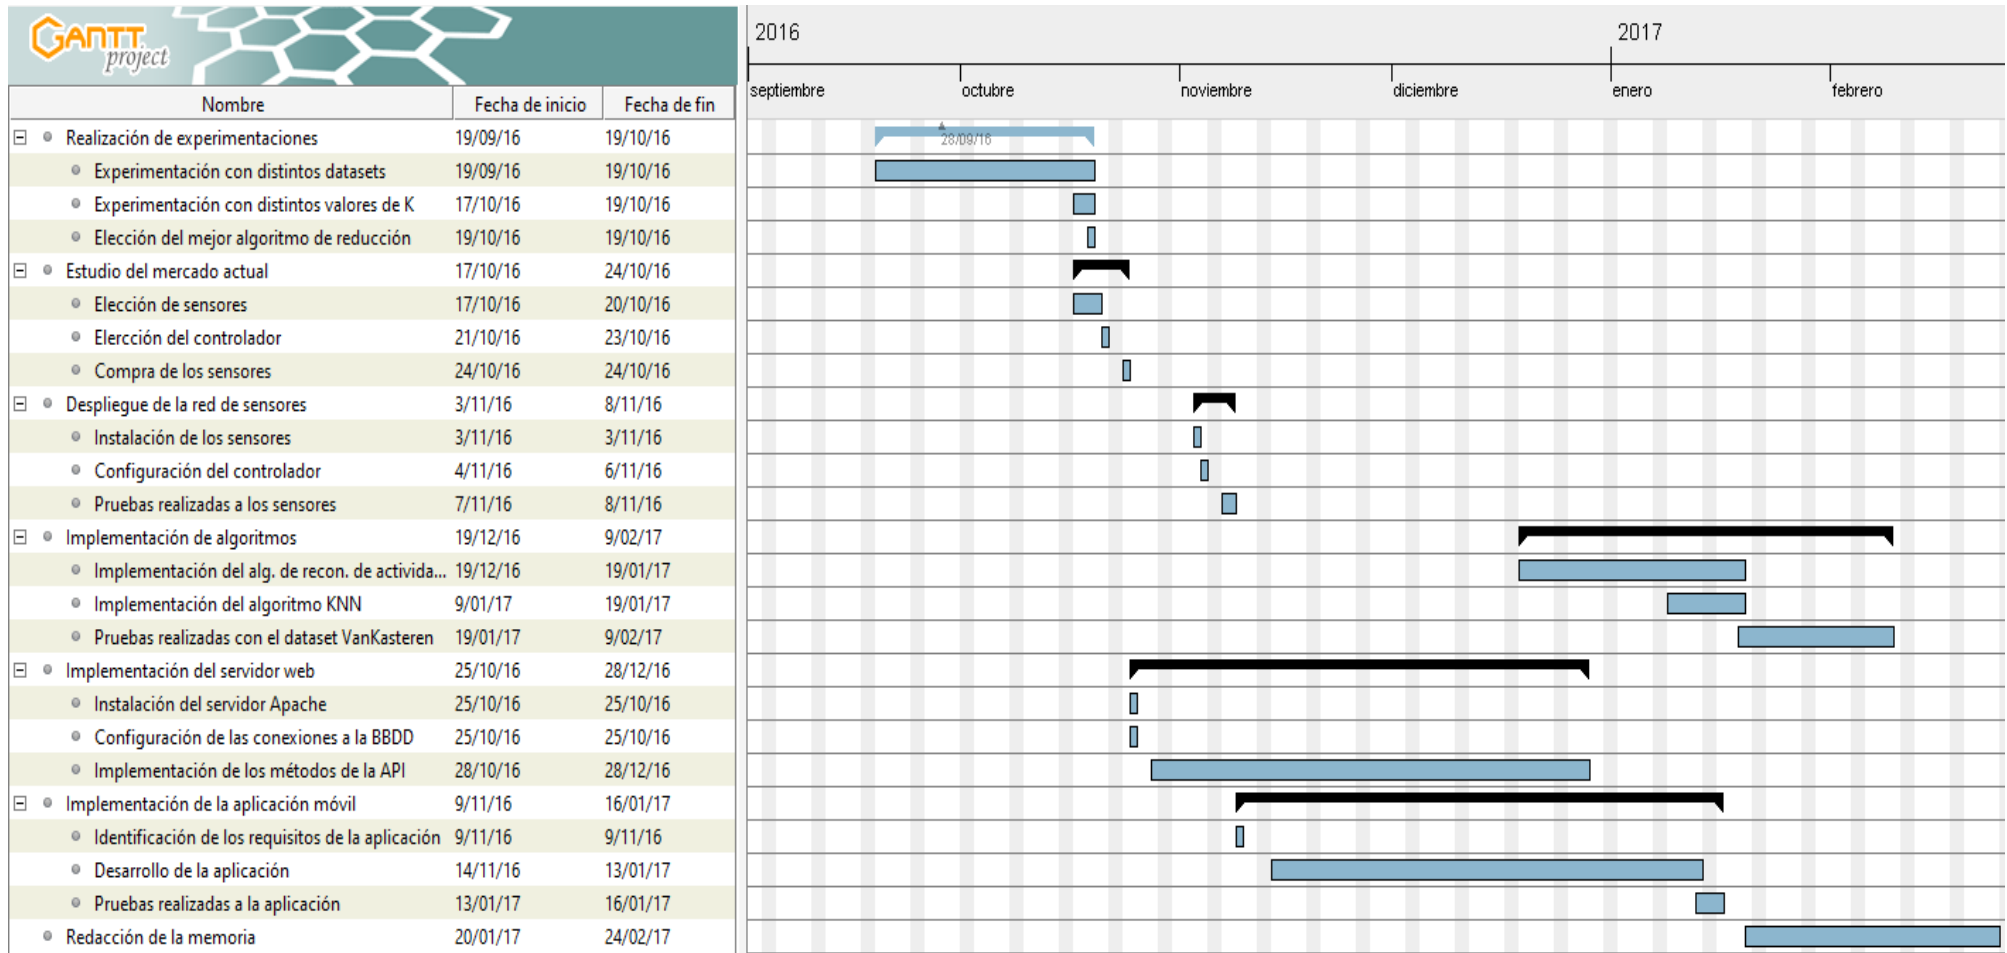 GANTT
project
2016 2017
septiembre octubre noviembre diciembre enero febrero
Nombre Fecha de inicio Fecha de fin
Realización de experimentaciones 19/09/16 19/10/16 28/09/16
Experimentación con distintos datasets 19/09/16 19/10/16
Experimentación con distintos valores de K 17/10/16 19/10/16
Elección del mejor algoritmo de reducción 19/10/16 19/10/16
Estudio del mercado actual 17/10/16 24/10/16
Elección de sensores 17/10/16 20/10/16
Elercción del controlador 21/10/16 23/10/16
Compra de los sensores 24/10/16 24/10/16
Despliegue de la red de sensores 3/11/16 8/11/16
Instalación de los sensores 3/11/16 3/11/16
Configuración del controlador 4/11/16 6/11/16
Pruebas realizadas a los sensores 7/11/16 8/11/16
Implementación de algoritmos 19/12/16 9/02/17
Implementación del alg. de recon. de activida... 19/12/16 19/01/17
Implementación del algoritmo KNN 9/01/17 19/01/17
Pruebas realizadas con el dataset VanKasteren 19/01/17 9/02/17
Implementación del servidor web 25/10/16 28/12/16
Instalación del servidor Apache 25/10/16 25/10/16
Configuración de las conexiones a la BBDD 25/10/16 25/10/16
Implementación de los métodos de la API 28/10/16 28/12/16
Implementación de la aplicación móvil 9/11/16 16/01/17
Identificación de los requisitos de la aplicación 9/11/16 9/11/16
Desarrollo de la aplicación 14/11/16 13/01/17
Pruebas realizadas a la aplicación 13/01/17 16/01/17
Redacción de la memoria 20/01/17 24/02/17